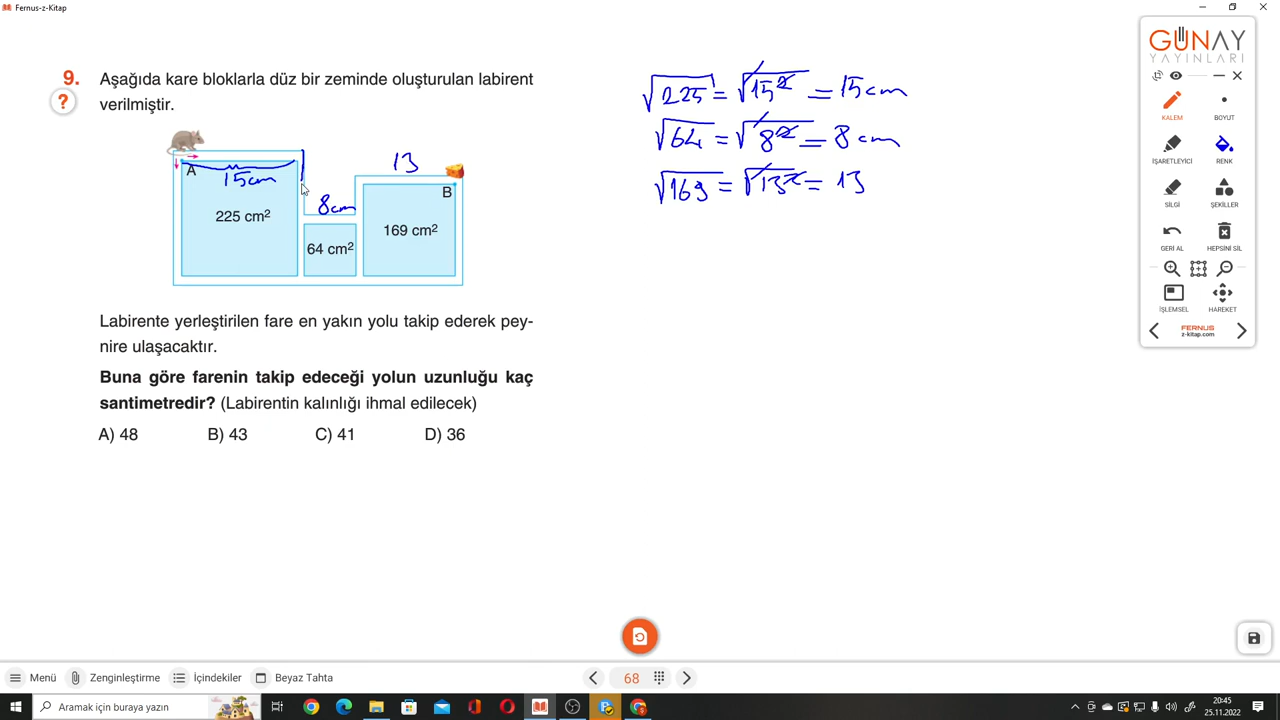 Fernus-z-Kitap
9. Aşağıda kare bloklarla düz bir zeminde oluşturulan labirent
? verilmiştir.
A
15cm
225 cm²
8cm
64 cm²
13
B
169 cm²
Labirente yerleştirilen fare en yakın yolu takip ederek pey-
nire ulaşacaktır.
Buna göre farenin takip edeceği yolun uzunluğu kaç
santimetredir? (Labirentin kalınlığı ihmal edilecek)
A) 48 B) 43 C) 41 D) 36
√225 = √15² = 15cm
√64 = √8² = 8 cm
√169 = √13² = 13
GÜNAY
YAYINLARI
KALEM BOYUT
İŞARETLEYİCİ RENK
SİLGİ ŞEKİLLER
GERİ AL HEPSİNİ SİL
İŞLEMSEL HAREKET
FERNUS
z-kitap.com
Menü Zenginleştirme İçindekiler Beyaz Tahta
68
Aramak için buraya yazın
20:45
25.11.2022